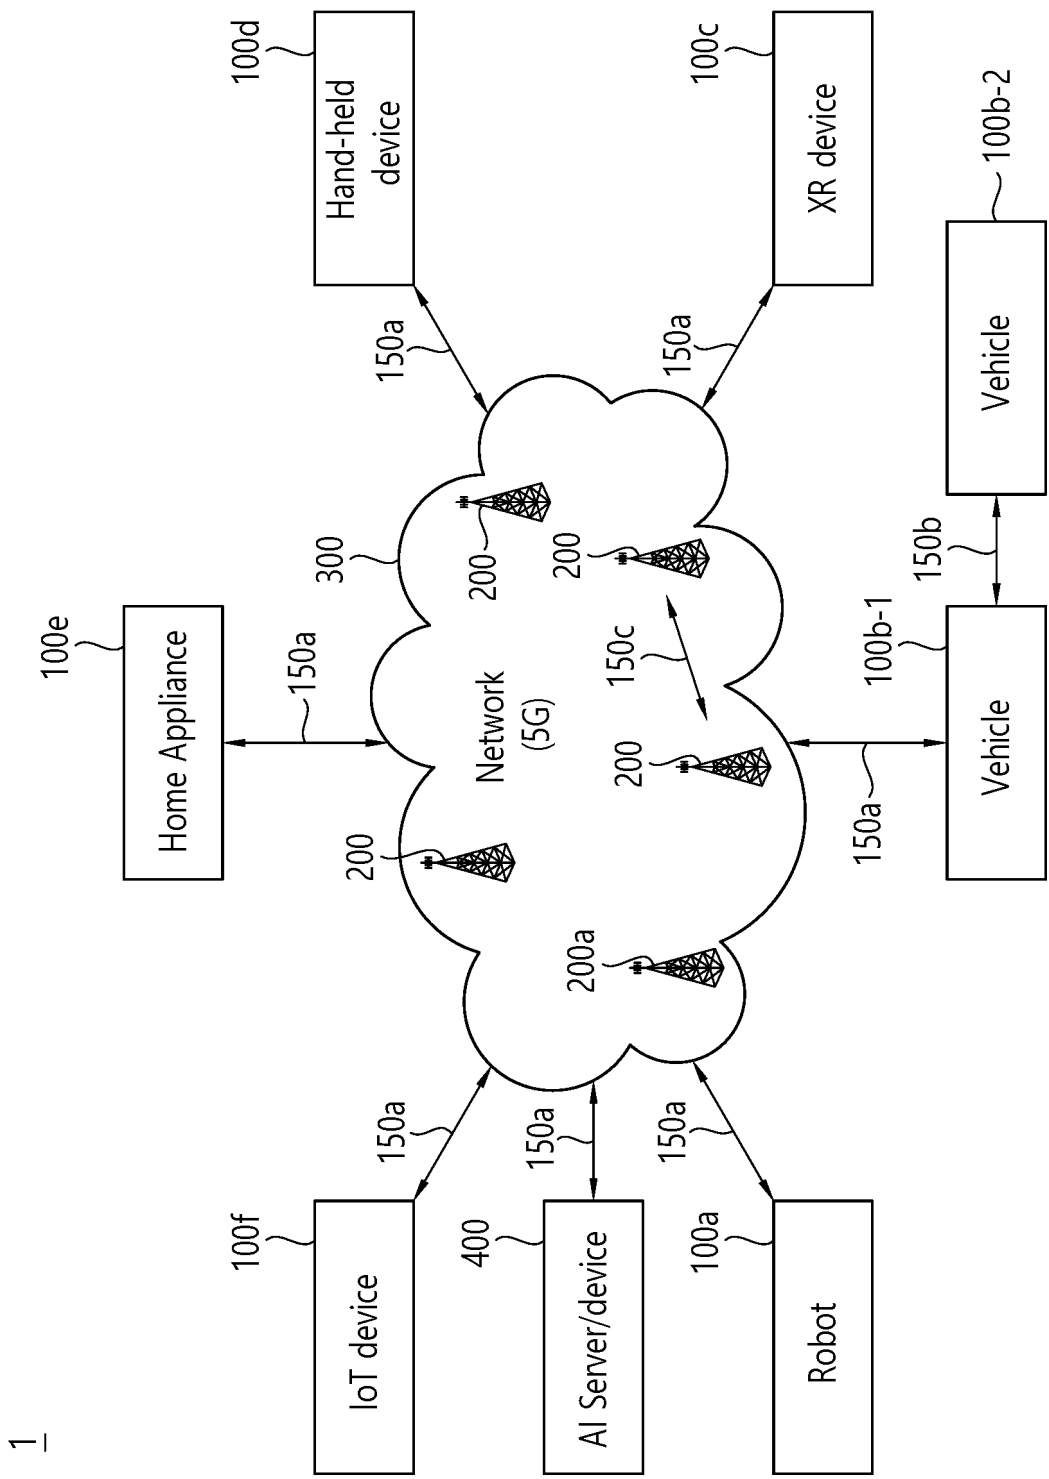 1
100e
Home Appliance
150a
300
100f
IoT device
150a
100d
Hand-held
device
150a
200
200
Network
(5G)
400
AI Server/device
150a
200a
200
200
150c
100a
Robot
150a
100c
XR device
150a
150a
100b-1
Vehicle
150b
100b-2
Vehicle